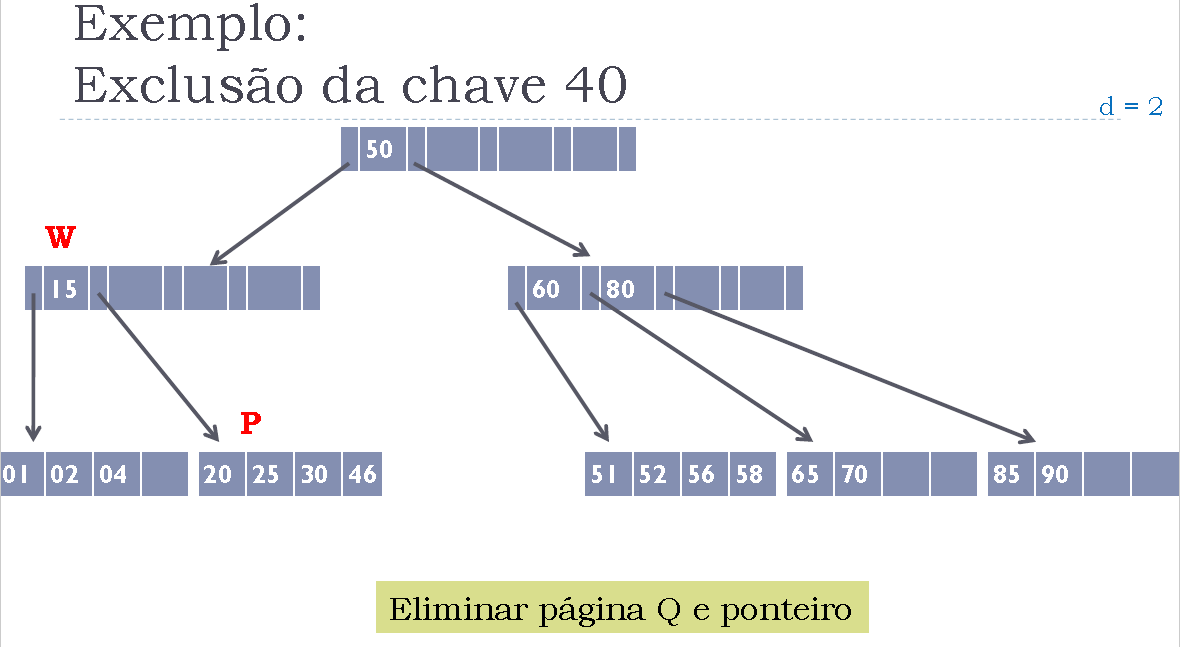 Exemplo:
Exclusão da chave 40
d = 2
50
W
15
60 80
P
01 02 04
20 25 30 46
51 52 56 58
65 70
85 90
Eliminar página Q e ponteiro